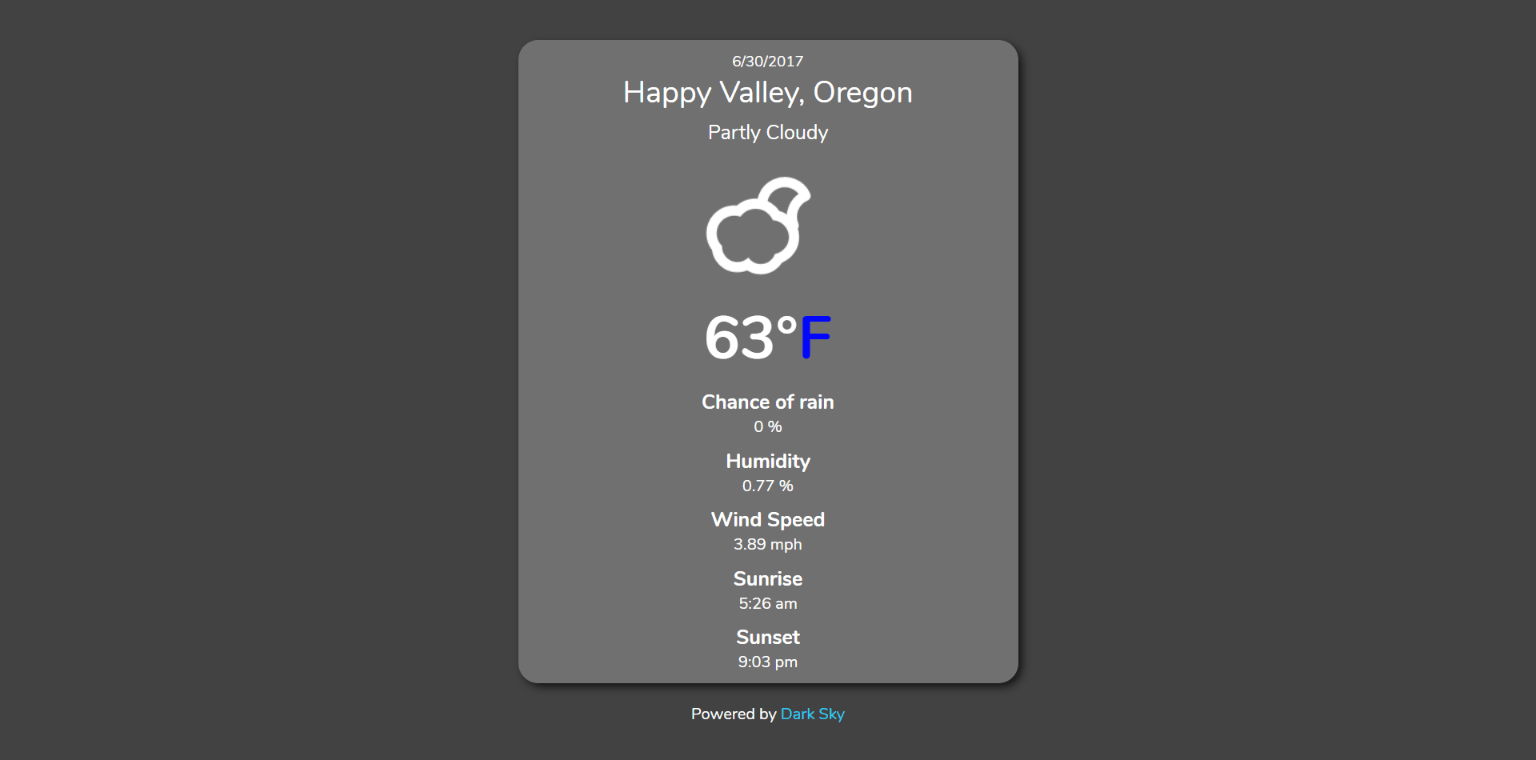 6/30/2017
Happy Valley, Oregon
Partly Cloudy
63°F
Chance of rain
0 %
Humidity
0.77 %
Wind Speed
3.89 mph
Sunrise
5:26 am
Sunset
9:03 pm
Powered by Dark Sky